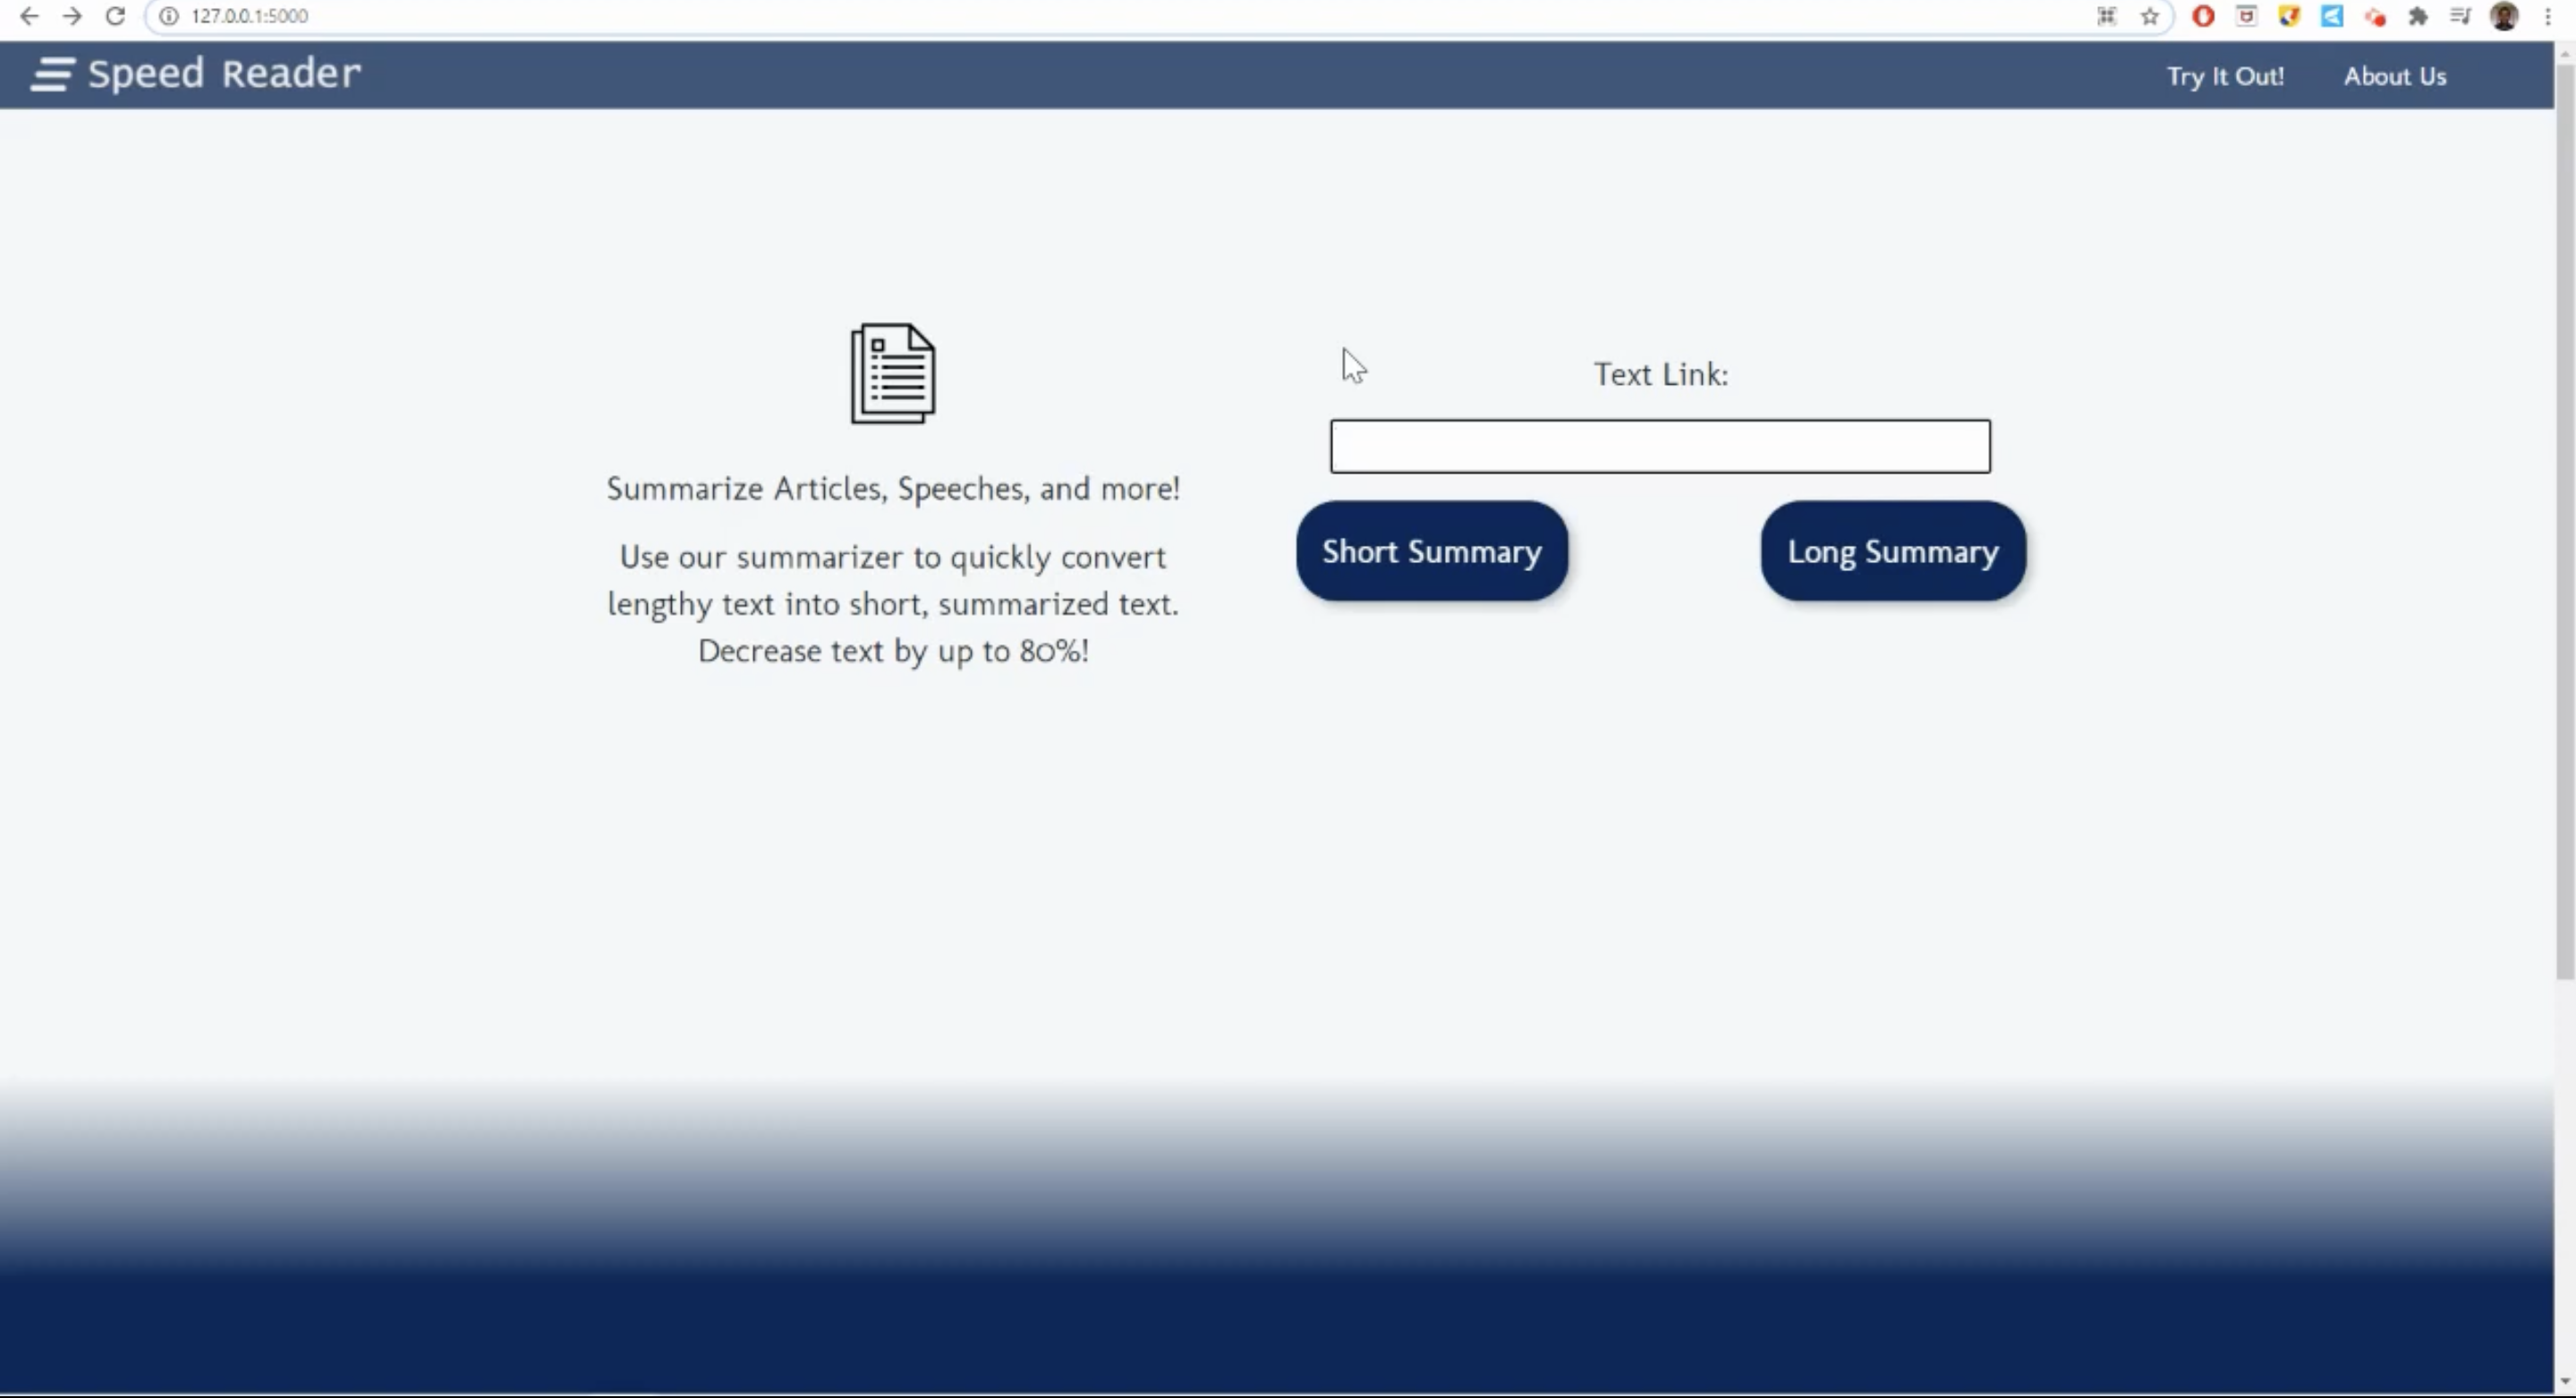 127.0.0.1:5000
Speed Reader
Try It Out!
About Us
Summarize Articles, Speeches, and more!
Use our summarizer to quickly convert
lengthy text into short, summarized text.
Decrease text by up to 80%!
Text Link:
Short Summary
Long Summary